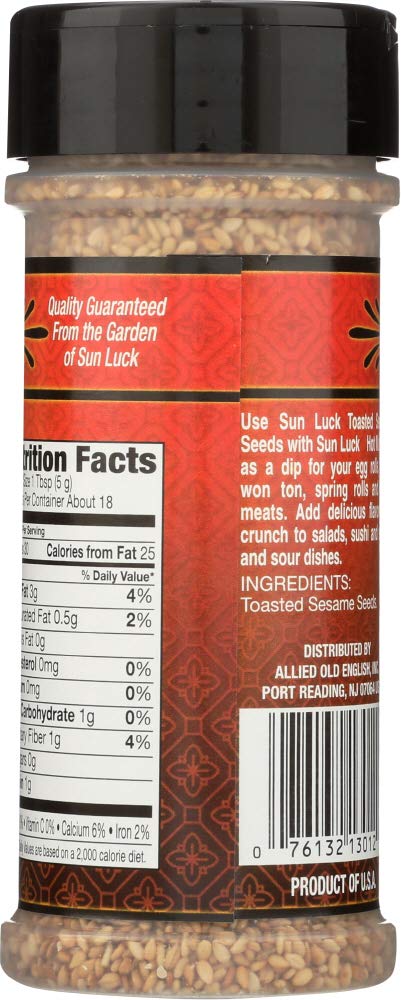 Quality Guaranteed
From the Garden
of Sun Luck
trition Facts
Size 1 Tbsp (5 g)
Per Container About 18
Per Serving
30 Calories from Fat 25
% Daily Value*
Fat 3g 4%
rated Fat 0.5g 2%
s Fat 0g
sterol 0mg 0%
m 0mg 0%
Carbohydrate 1g 0%
ary Fiber 1g 4%
ars 0g
1g
% • Vitamin C 0% • Calcium 6% • Iron 2%
Values are based on a 2,000 calorie diet.
Use Sun Luck Toasted
Seeds with Sun Luck Hot
as a dip for your egg rolls
won ton, spring rolls and
meats. Add delicious flavor
crunch to salads, sushi and
and sour dishes.
INGREDIENTS:
Toasted Sesame Seeds.
DISTRIBUTED BY
ALLIED OLD ENGLISH, INC.
PORT READING, NJ 07064
0 76132 13012
PRODUCT OF U.S.A.